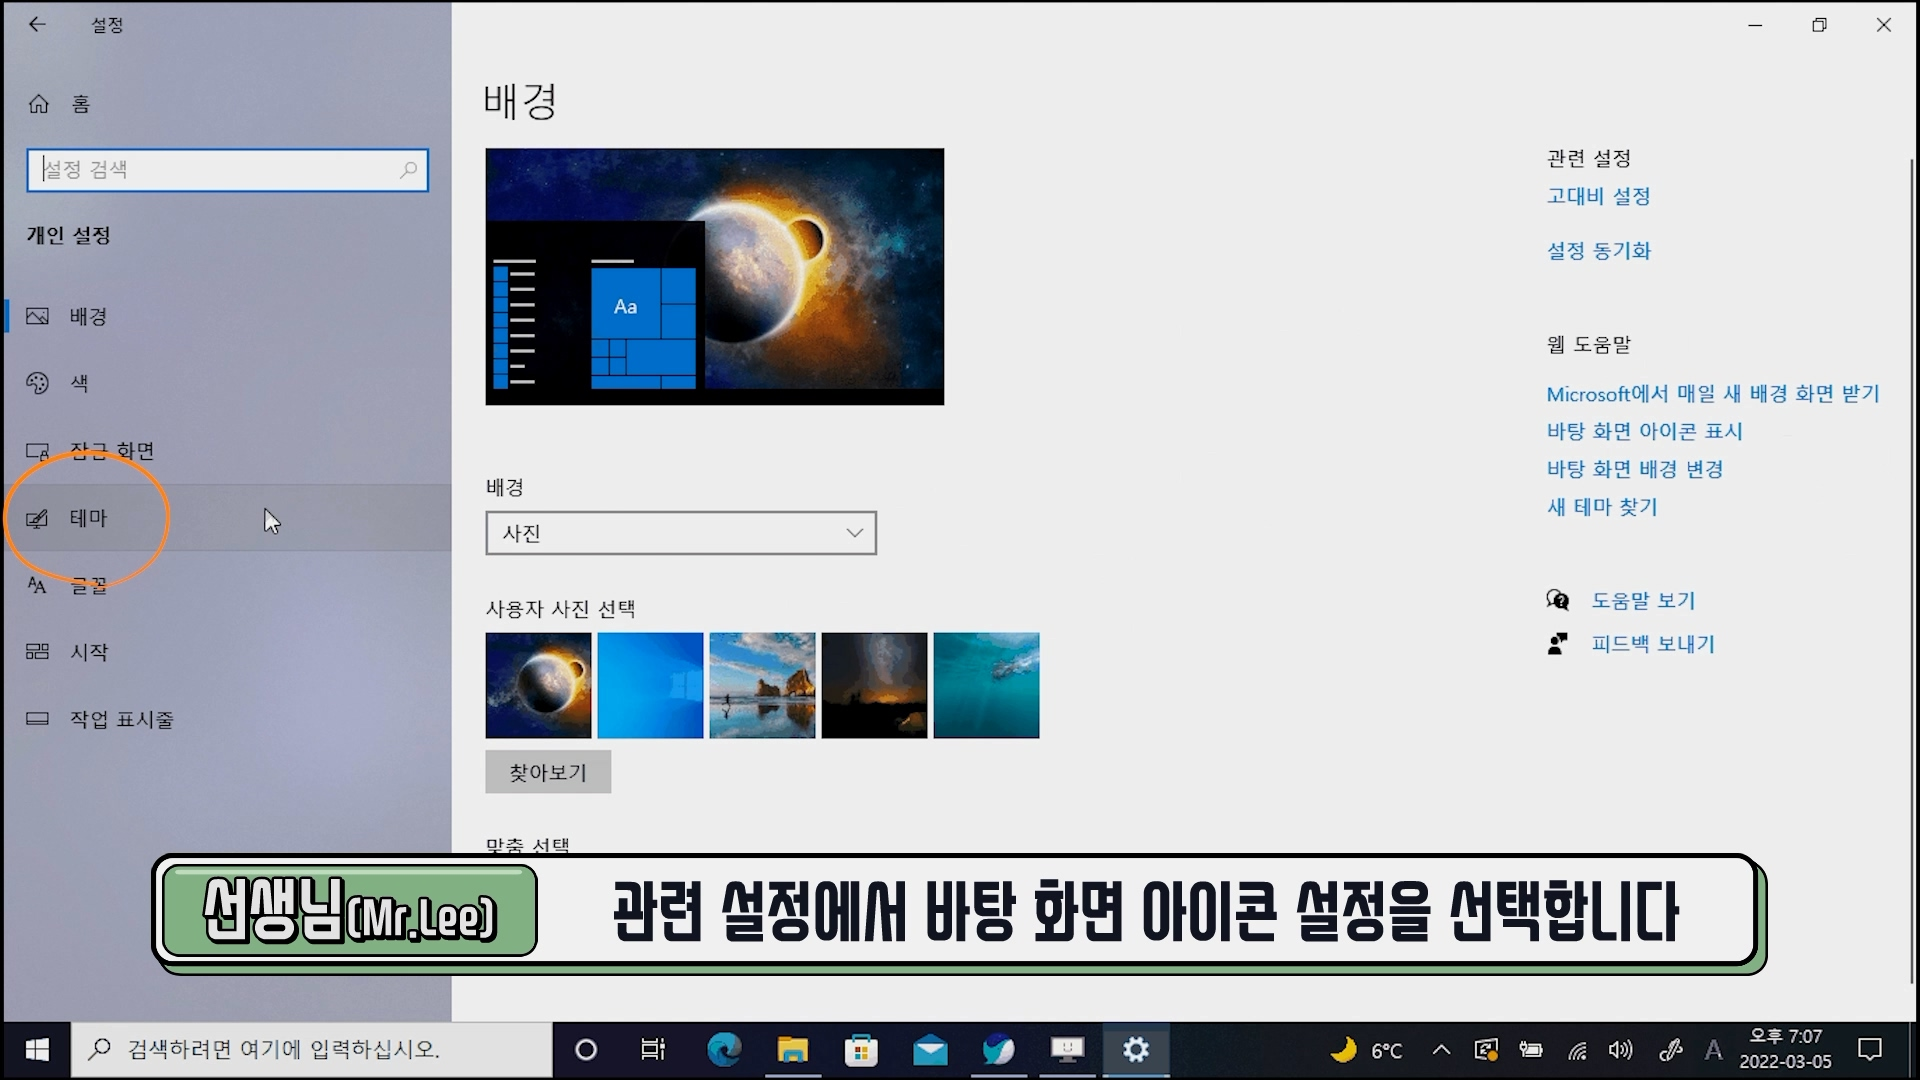 설정
홈
설정 검색
개인 설정
배경
색
잠금 화면
테마
글꼴
시작
작업 표시줄
배경
Aa
배경
사진
사용자 사진 선택
찾아보기
맞춤 선택
관련 설정
고대비 설정
설정 동기화
웹 도움말
Microsoft에서 매일 새 배경 화면 받기
바탕 화면 아이콘 표시
바탕 화면 배경 변경
새 테마 찾기
도움말 보기
피드백 보내기
선생님(Mr.Lee)
관련 설정에서 바탕 화면 아이콘 설정을 선택합니다
검색하려면 여기에 입력하십시오.
6°C
A
오후 7:07
2022-03-05